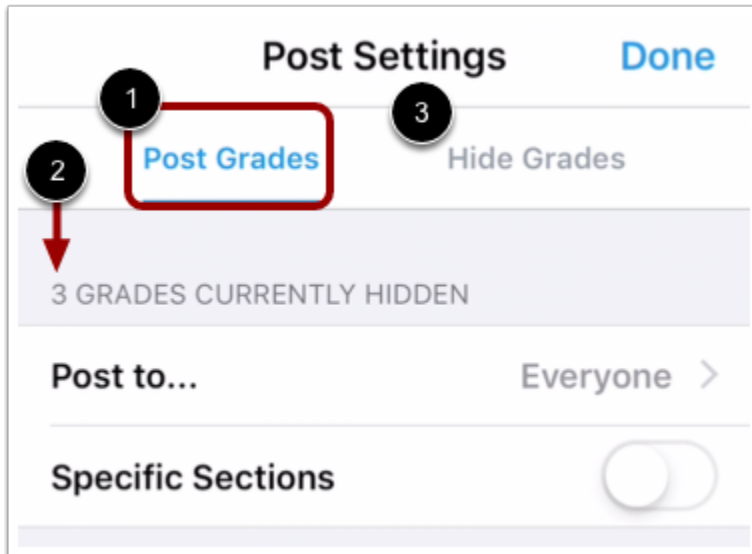 Post Settings Done
1 3
Post Grades Hide Grades
2
3 GRADES CURRENTLY HIDDEN
Post to... Everyone
Specific Sections